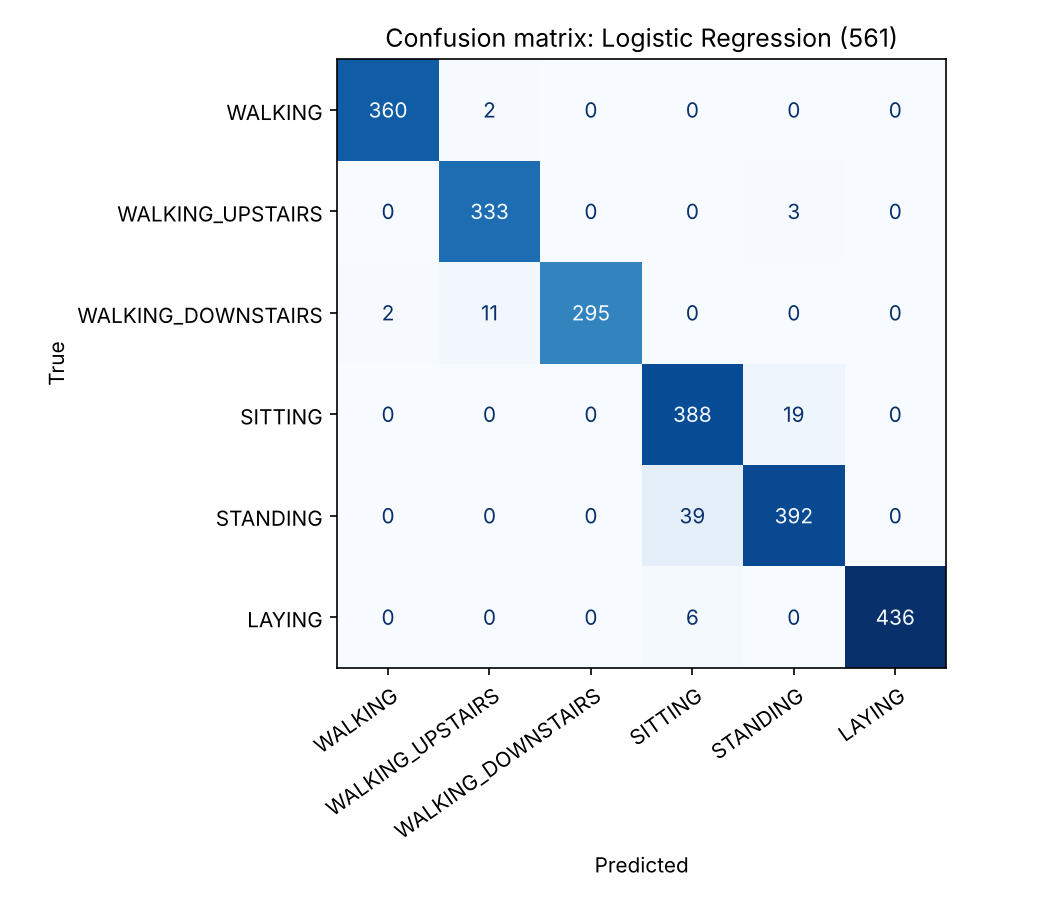 Confusion matrix: Logistic Regression (561)
WALKING 360 2 0 0 0 0
WALKING_UPSTAIRS 0 333 0 0 3 0
WALKING_DOWNSTAIRS 2 11 295 0 0 0
SITTING 0 0 0 388 19 0
STANDING 0 0 0 39 392 0
LAYING 0 0 0 6 0 436
True
WALKING
WALKING_UPSTAIRS
WALKING_DOWNSTAIRS
SITTING
STANDING
LAYING
Predicted